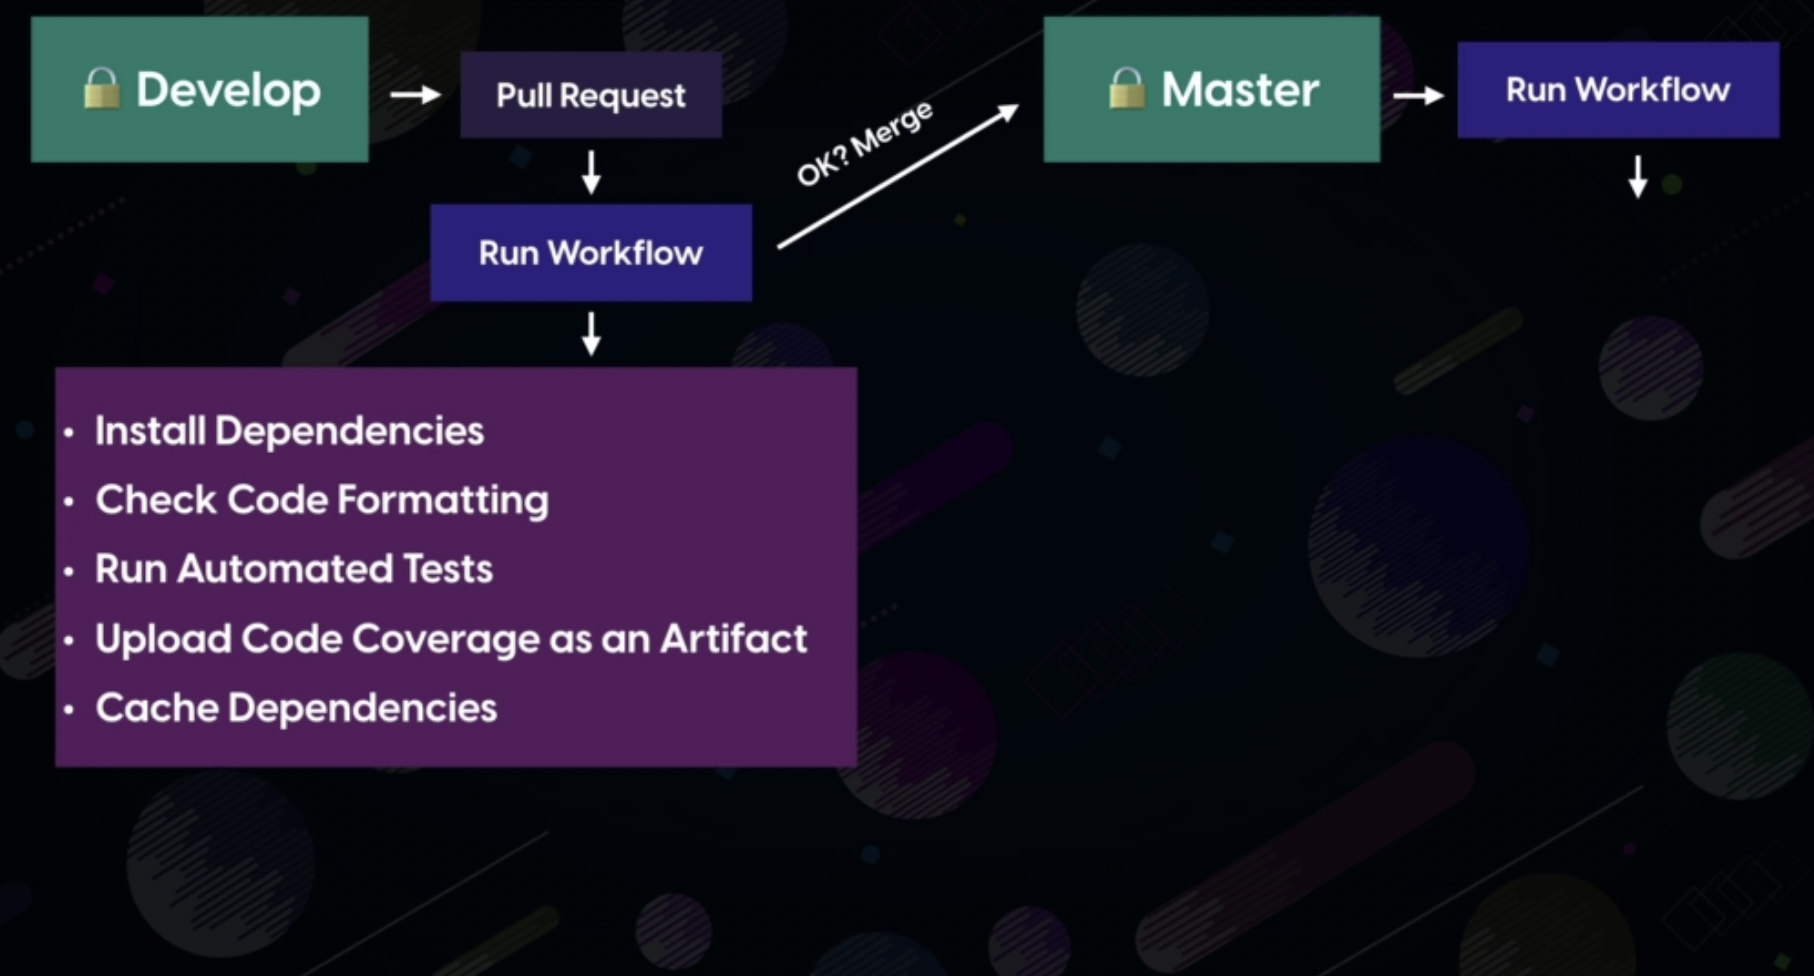 Develop
Pull Request
Run Workflow
OK? Merge
Master
Run Workflow
• Install Dependencies
• Check Code Formatting
• Run Automated Tests
• Upload Code Coverage as an Artifact
• Cache Dependencies